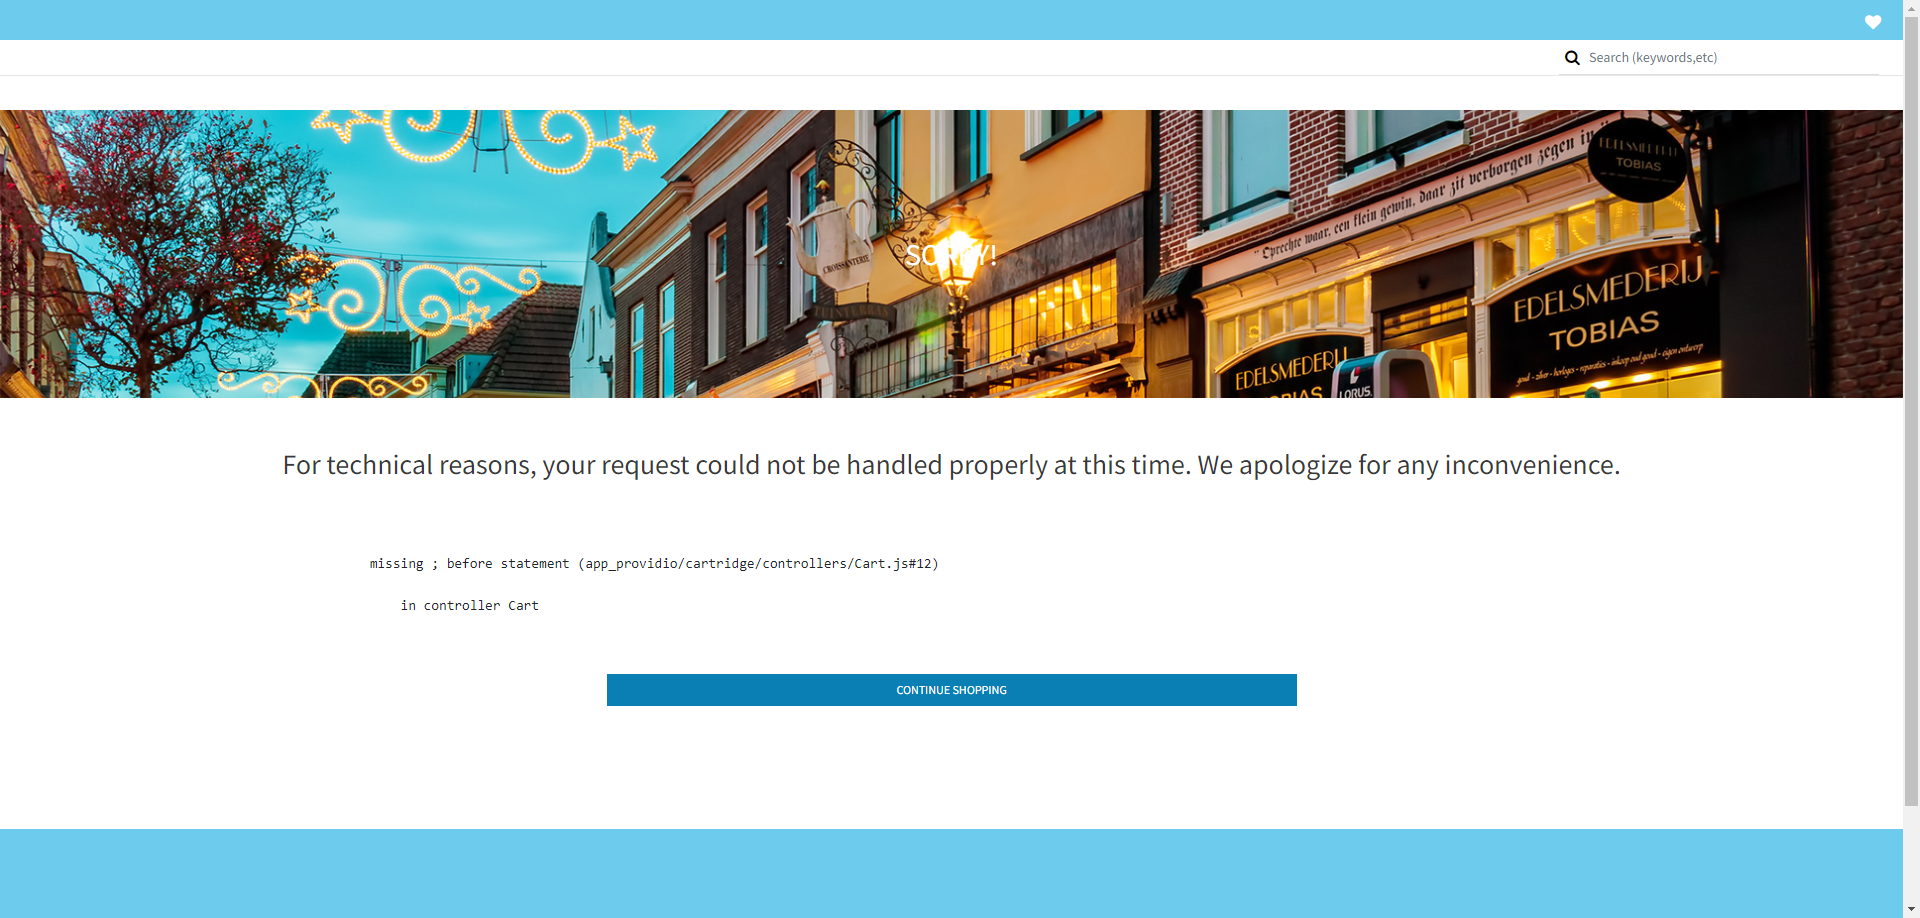 Search (keywords,etc)
EDELSMEDERIJ
TOBIAS
"Oprechte waar, een klein gewin, daar zit verborgen zegen in"
CROISSANTERIE
SORRY!
EDELSMEDERIJ
TOBIAS
goud - zilver - horloges - reparaties - inkoop oud goud - eigen ontwerp
EDELSMEDERIJ
TOBIAS
LORUS
For technical reasons, your request could not be handled properly at this time. We apologize for any inconvenience.
missing ; before statement (app_providio/cartridge/controllers/Cart.js#12)
in controller Cart
CONTINUE SHOPPING